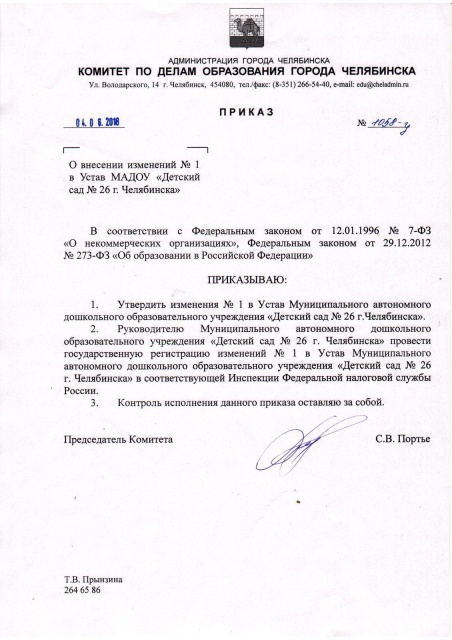 АДМИНИСТРАЦИЯ ГОРОДА ЧЕЛЯБИНСКА
КОМИТЕТ ПО ДЕЛАМ ОБРАЗОВАНИЯ ГОРОДА ЧЕЛЯБИНСКА
Ул. Володарского, 14 г. Челябинск, 454080, тел./факс: (8-351) 266-54-40, e-mail: edu@cheladmin.ru
ПРИКАЗ
04.06.2018 № 1058-у
О внесении изменений № 1
в Устав МАДОУ «Детский
сад № 26 г. Челябинска»
В соответствии с Федеральным законом от 12.01.1996 № 7-ФЗ
«О некоммерческих организациях», Федеральным законом от 29.12.2012
№ 273-ФЗ «Об образовании в Российской Федерации»
ПРИКАЗЫВАЮ:
1. Утвердить изменения № 1 в Устав Муниципального автономного
дошкольного образовательного учреждения «Детский сад № 26 г.Челябинска».
2. Руководителю Муниципального автономного дошкольного
образовательного учреждения «Детский сад № 26 г. Челябинска» провести
государственную регистрацию изменений № 1 в Устав Муниципального
автономного дошкольного образовательного учреждения «Детский сад № 26
г. Челябинска» в соответствующей Инспекции Федеральной налоговой службы
России.
3. Контроль исполнения данного приказа оставляю за собой.
Председатель Комитета С.В. Портье
Т.В. Прынзина
264 65 86